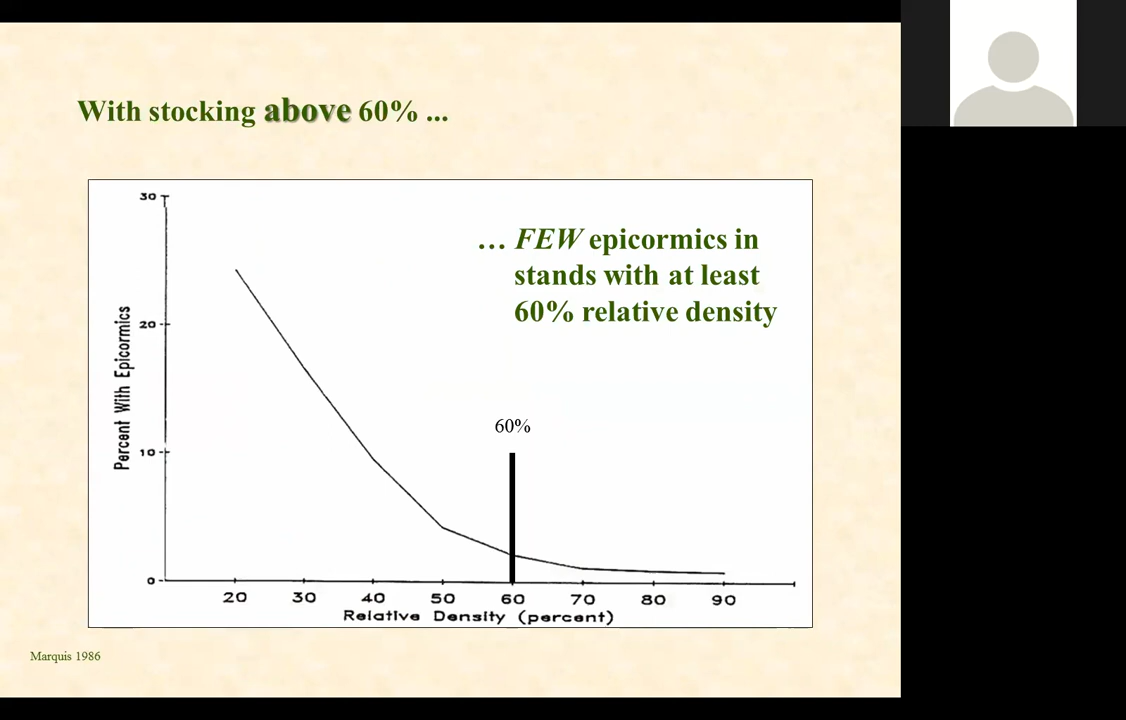 With stocking above 60% ...
... FEW epicormics in
stands with at least
60% relative density
30
20
10
0
Percent With Epicormics
60%
20 30 40 50 60 70 80 90
Relative Density (percent)
Marquis 1986